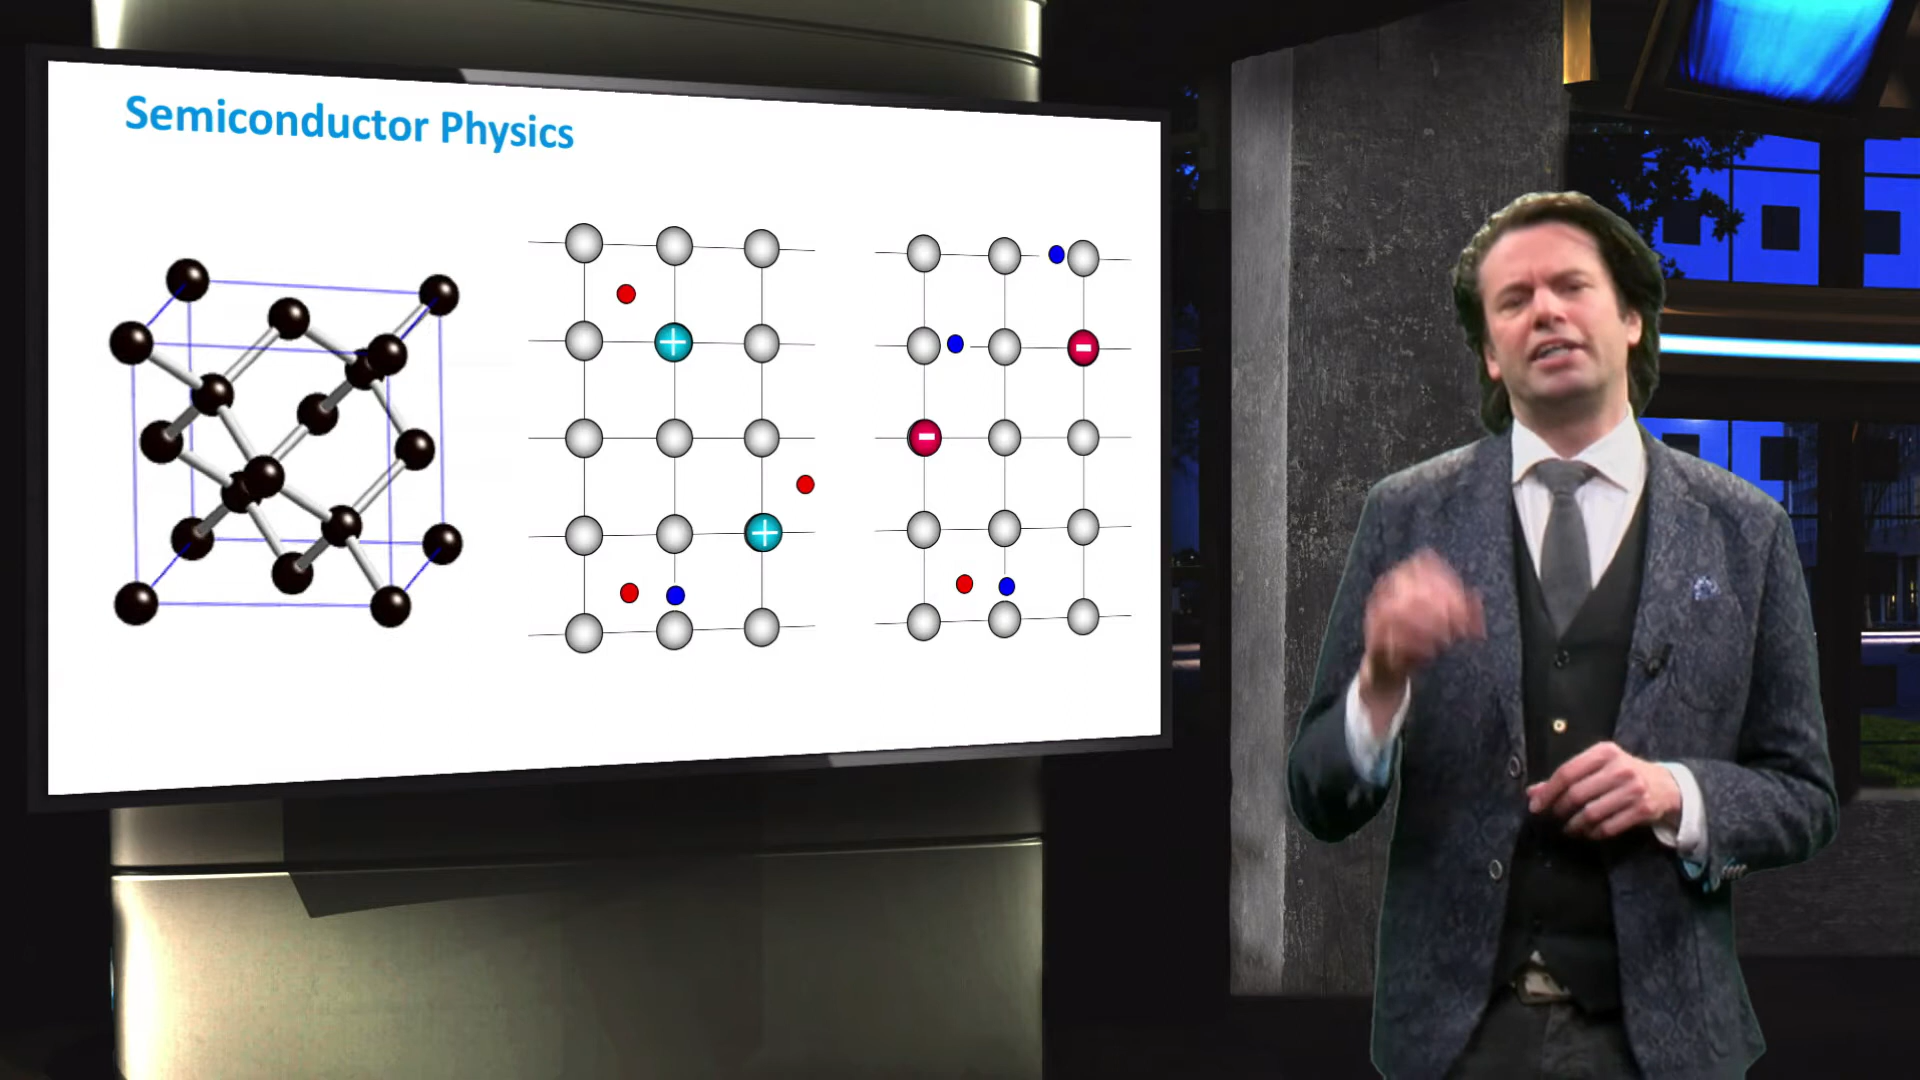 Semiconductor Physics
+
-
-
+